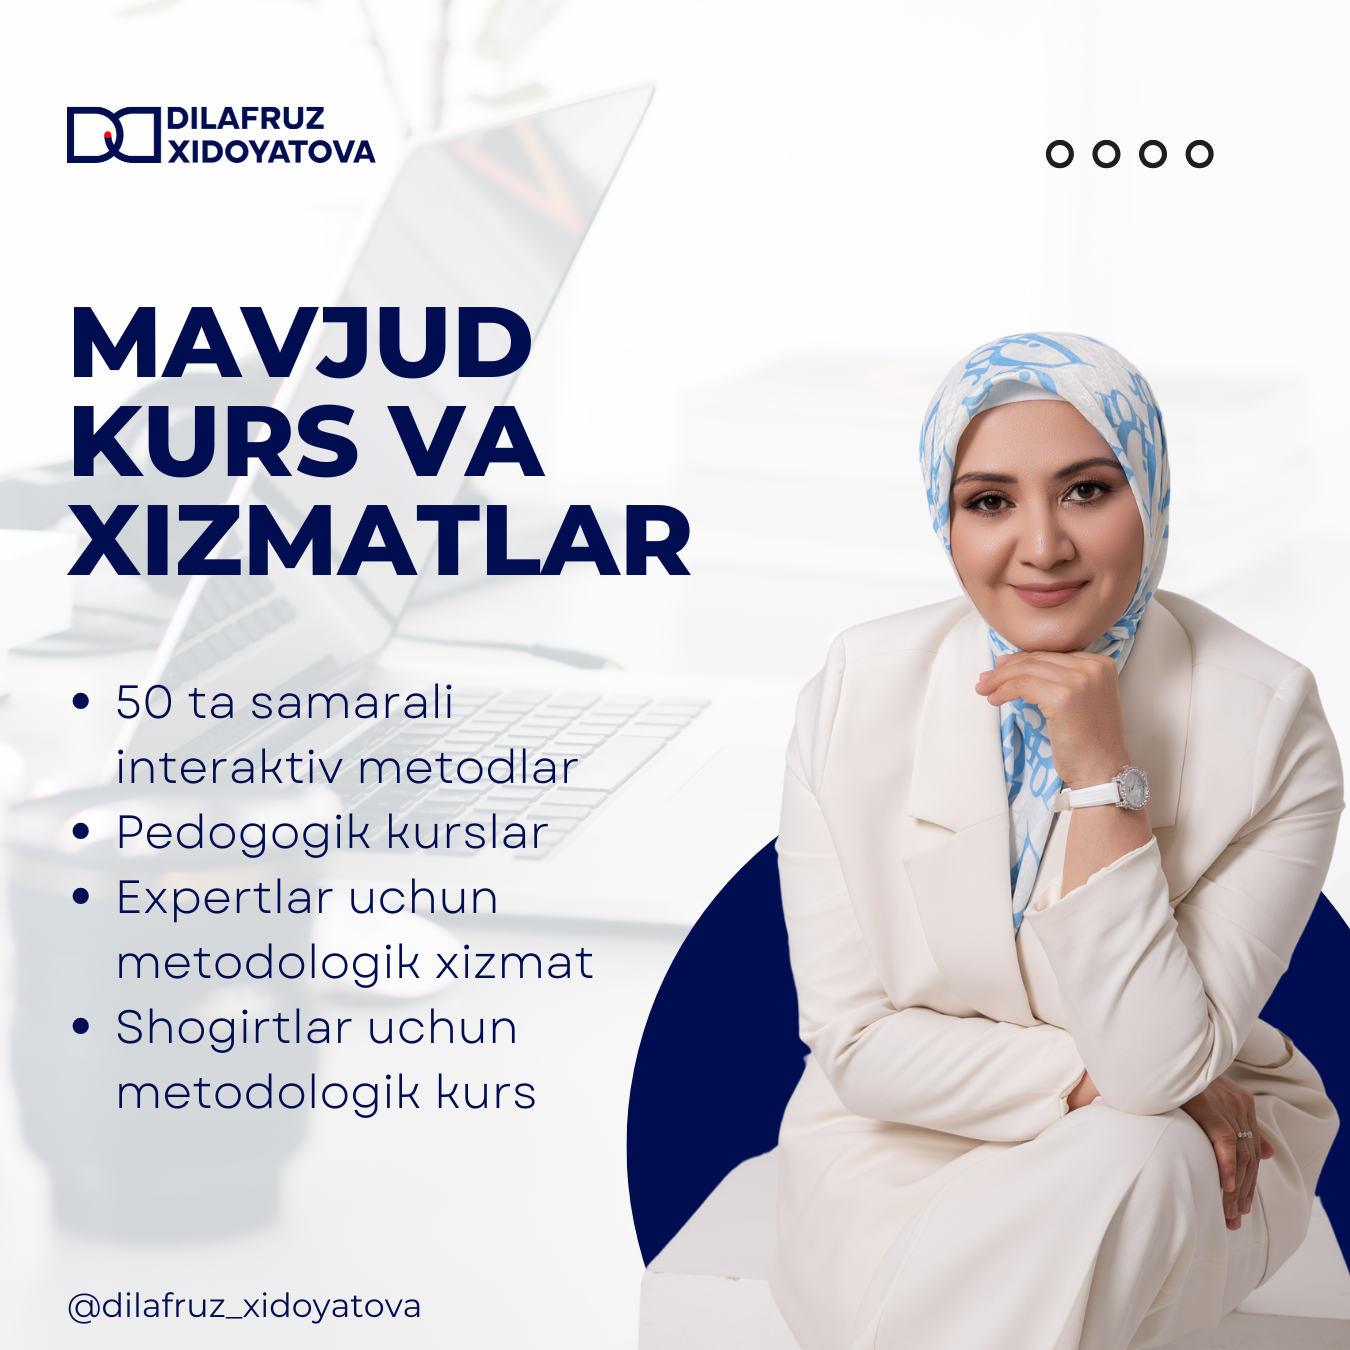 DILAFRUZ
XIDOYATOVA
MAVJUD
KURS VA
XIZMATLAR
• 50 ta samarali
interaktiv metodlar
• Pedogogik kurslar
• Expertlar uchun
metodologik xizmat
• Shogirtlar uchun
metodologik kurs
@dilafruz_xidoyatova